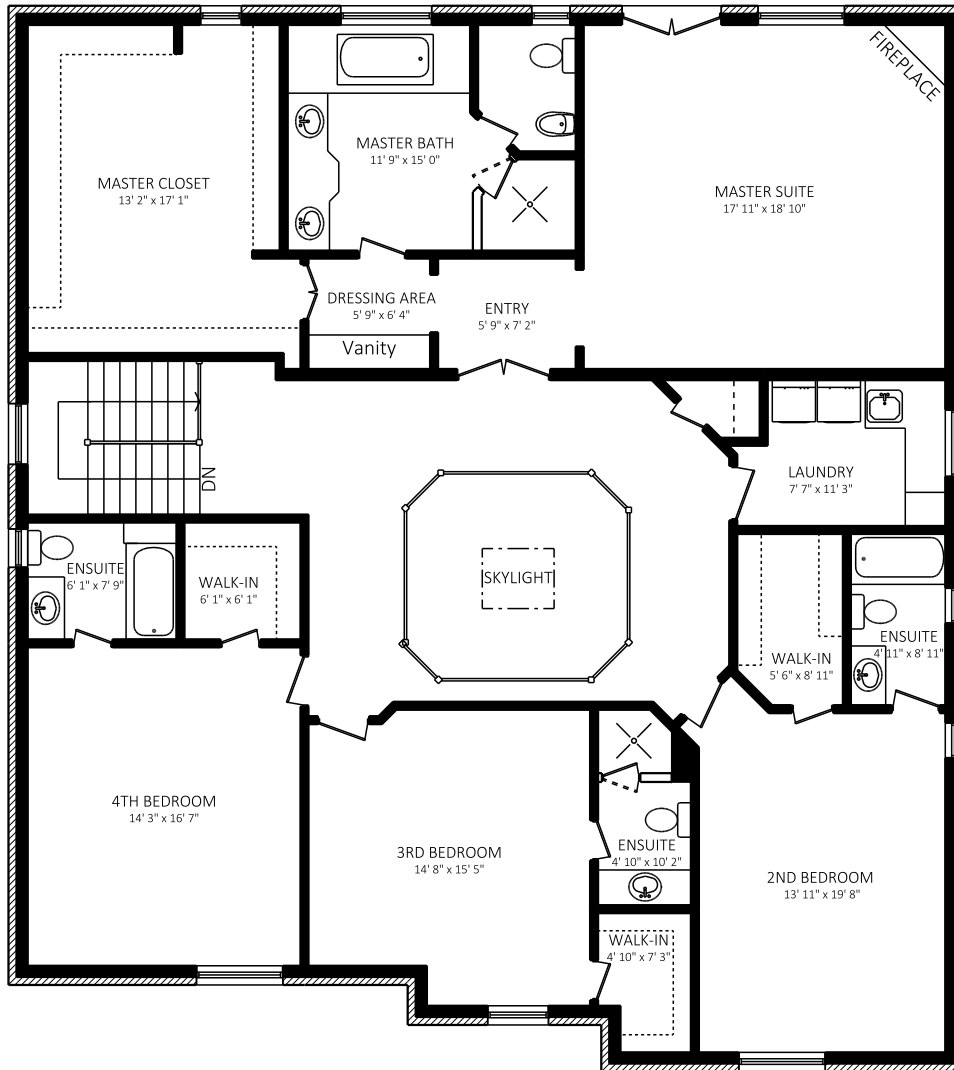 FIREPLACE
MASTER BATH
11' 9" x 15' 0"
MASTER CLOSET
13' 2" x 17' 1"
MASTER SUITE
17' 11" x 18' 10"
DRESSING AREA
5' 9" x 6' 4"
ENTRY
5' 9" x 7' 2"
Vanity
DN
LAUNDRY
7' 7" x 11' 3"
ENSUITE
6' 1" x 7' 9"
WALK-IN
6' 1" x 6' 1"
SKYLIGHT
ENSUITE
4' 11" x 8' 11"
WALK-IN
5' 6" x 8' 11"
4TH BEDROOM
14' 3" x 16' 7"
3RD BEDROOM
14' 8" x 15' 5"
ENSUITE
4' 10" x 10' 2"
2ND BEDROOM
13' 11" x 19' 8"
WALK-IN
4' 10" x 7' 3"